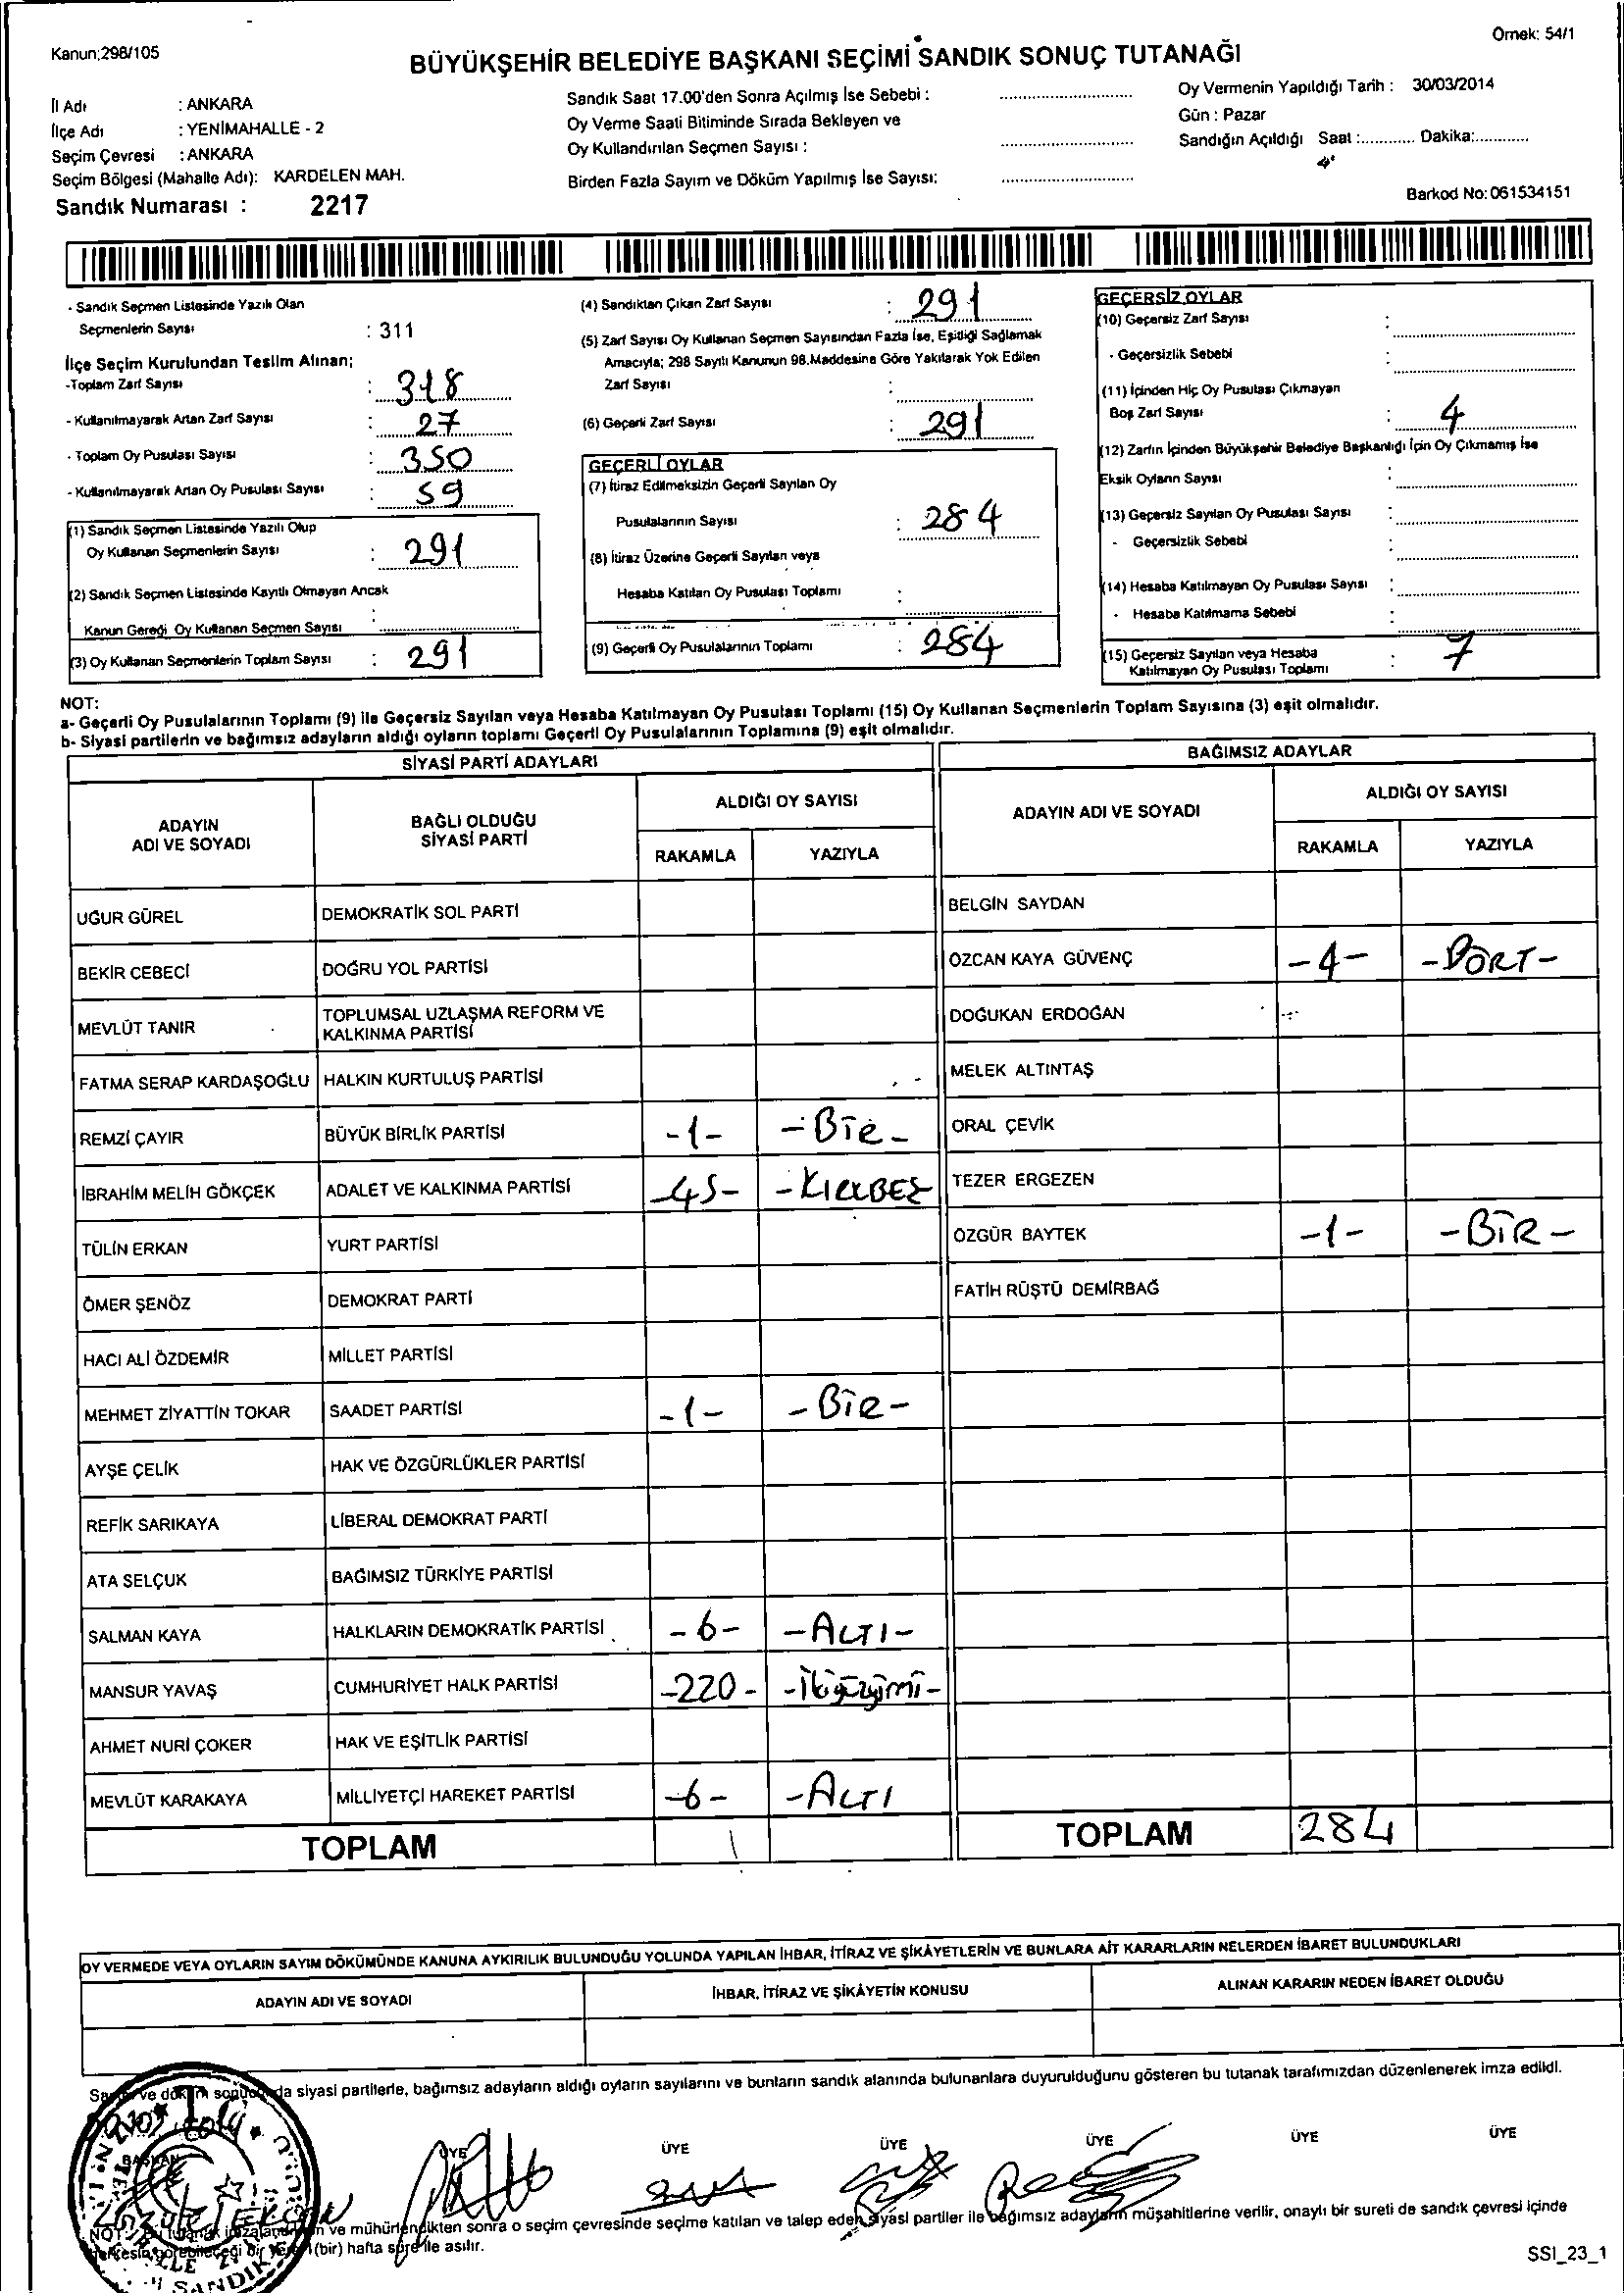 Kanun;298/105
Örnek: 54/1
BÜYÜKŞEHİR BELEDİYE BAŞKANI SEÇİMİ SANDIK SONUÇ TUTANAĞI
İl Adı : ANKARA
İlçe Adı : YENİMAHALLE - 2
Seçim Çevresi : ANKARA
Seçim Bölgesi (Mahalle Adı): KARDELEN MAH.
Sandık Numarası : 2217
Sandık Saat 17.00'den Sonra Açılmış İse Sebebi :
Oy Verme Saati Bitiminde Sırada Bekleyen ve
Oy Kullandırılan Seçmen Sayısı :
Birden Fazla Sayım ve Döküm Yapılmış İse Sayısı:
Oy Vermenin Yapıldığı Tarih : 30/03/2014
Gün : Pazar
Sandığın Açıldığı Saat :............ Dakika:............
Barkod No: 061534151
- Sandık Seçmen Listesinde Yazılı Olan
Seçmenlerin Sayısı : 311
İlçe Seçim Kurulundan Teslim Alınan;
-Toplam Zarf Sayısı : 318
- Kullanılmayarak Artan Zarf Sayısı : 27
- Toplam Oy Pusulası Sayısı : 350
- Kullanılmayarak Artan Oy Pusulası Sayısı : 59
(1) Sandık Seçmen Listesinde Yazılı Olup
Oy Kullanan Seçmenlerin Sayısı : 291
(2) Sandık Seçmen Listesinde Kayıtlı Olmayan Ancak
Kanun Gereği Oy Kullanan Seçmen Sayısı :
(3) Oy Kullanan Seçmenlerin Toplam Sayısı : 291
(4) Sandıktan Çıkan Zarf Sayısı : 291
(5) Zarf Sayısı Oy Kullanan Seçmen Sayısından Fazla İse, Eşitliği Sağlamak
Amacıyla; 298 Sayılı Kanunun 98.Maddesine Göre Yakılarak Yok Edilen
Zarf Sayısı :
(6) Geçerli Zarf Sayısı : 291
GEÇERLİ OYLAR
(7) İtiraz Edilmeksizin Geçerli Sayılan Oy
Pusulalarının Sayısı : 284
(8) İtiraz Üzerine Geçerli Sayılan veya
Hesaba Katılan Oy Pusulası Toplamı :
(9) Geçerli Oy Pusulalarının Toplamı : 284
GEÇERSİZ OYLAR
(10) Geçersiz Zarf Sayısı :
- Geçersizlik Sebebi :
(11) İçinden Hiç Oy Pusulası Çıkmayan
Boş Zarf Sayısı : 4
(12) Zarfın İçinden Büyükşehir Belediye Başkanlığı İçin Oy Çıkmamış İse
Eksik Oyların Sayısı :
(13) Geçersiz Sayılan Oy Pusulası Sayısı :
- Geçersizlik Sebebi :
(14) Hesaba Katılmayan Oy Pusulası Sayısı :
- Hesaba Katılmama Sebebi :
(15) Geçersiz Sayılan veya Hesaba
Katılmayan Oy Pusulası Toplamı : 7
NOT:
a- Geçerli Oy Pusulalarının Toplamı (9) ile Geçersiz Sayılan veya Hesaba Katılmayan Oy Pusulası Toplamı (15) Oy Kullanan Seçmenlerin Toplam Sayısına (3) eşit olmalıdır.
b- Siyasi partilerin ve bağımsız adayların aldığı oyların toplamı Geçerli Oy Pusulalarının Toplamına (9) eşit olmalıdır.
SİYASİ PARTİ ADAYLARI
ADAYIN ADI VE SOYADI BAĞLI OLDUĞU SİYASİ PARTİ ALDIĞI OY SAYISI
RAKAMLA YAZIYLA
UĞUR GÜREL DEMOKRATİK SOL PARTİ
BEKİR CEBECİ DOĞRU YOL PARTİSİ
MEVLÜT TANIR TOPLUMSAL UZLAŞMA REFORM VE KALKINMA PARTİSİ
FATMA SERAP KARDAŞOĞLU HALKIN KURTULUŞ PARTİSİ
REMZİ ÇAYIR BÜYÜK BİRLİK PARTİSİ -1- -BİR-
İBRAHİM MELİH GÖKÇEK ADALET VE KALKINMA PARTİSİ -45- -KIRKBEŞ
TÜLİN ERKAN YURT PARTİSİ
ÖMER ŞENÖZ DEMOKRAT PARTİ
HACI ALİ ÖZDEMİR MİLLET PARTİSİ
MEHMET ZİYATTİN TOKAR SAADET PARTİSİ -1- -BİR-
AYŞE ÇELİK HAK VE ÖZGÜRLÜKLER PARTİSİ
REFİK SARIKAYA LİBERAL DEMOKRAT PARTİ
ATA SELÇUK BAĞIMSIZ TÜRKİYE PARTİSİ
SALMAN KAYA HALKLARIN DEMOKRATİK PARTİSİ -6- -ALTI-
MANSUR YAVAŞ CUMHURİYET HALK PARTİSİ -220-
AHMET NURİ ÇOKER HAK VE EŞİTLİK PARTİSİ
MEVLÜT KARAKAYA MİLLİYETÇİ HAREKET PARTİSİ -6- -ALTI
TOPLAM
BAĞIMSIZ ADAYLAR
ADAYIN ADI VE SOYADI ALDIĞI OY SAYISI
RAKAMLA YAZIYLA
BELGİN SAYDAN
ÖZCAN KAYA GÜVENÇ -4- -DÖRT-
DOĞUKAN ERDOĞAN
MELEK ALTINTAŞ
ORAL ÇEVİK
TEZER ERGEZEN
ÖZGÜR BAYTEK -1- -BİR-
FATİH RÜŞTÜ DEMİRBAĞ
TOPLAM 284
OY VERMEDE VEYA OYLARIN SAYIM DÖKÜMÜNDE KANUNA AYKIRILIK BULUNDUĞU YOLUNDA YAPILAN İHBAR, İTİRAZ VE ŞİKÂYETLERİN VE BUNLARA AİT KARARLARIN NELERDEN İBARET BULUNDUKLARI
ADAYIN ADI VE SOYADI İHBAR, İTİRAZ VE ŞİKÂYETİN KONUSU ALINAN KARARIN NEDEN İBARET OLDUĞU
ve döküm sonucunda siyasi partilerle, bağımsız adayların aldığı oyların sayılarını ve bunların sandık alanında bulunanlara duyurulduğunu gösteren bu tutanak tarafımızdan düzenlenerek imza edildi.
BAŞKAN ÜYE ÜYE ÜYE ÜYE ÜYE ÜYE
NOT: Bu tutanak imzalandıktan ve mühürlendikten sonra o seçim çevresinde seçime katılan ve talep eden siyasi partiler ile bağımsız adayların müşahitlerine verilir, onaylı bir sureti de sandık çevresi içinde
herkesin görebileceği bir yere (bir) hafta süre ile asılır.
SSI_23_1